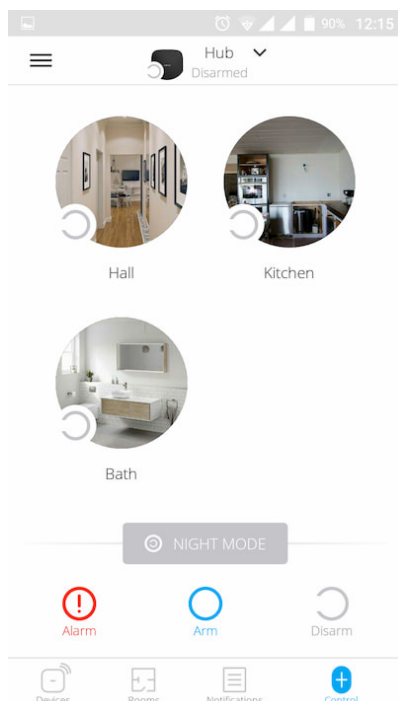 90% 12:15
Hub
Disarmed
Hall
Kitchen
Bath
NIGHT MODE
Alarm
Arm
Disarm
Devices
Rooms
Notifications
Control